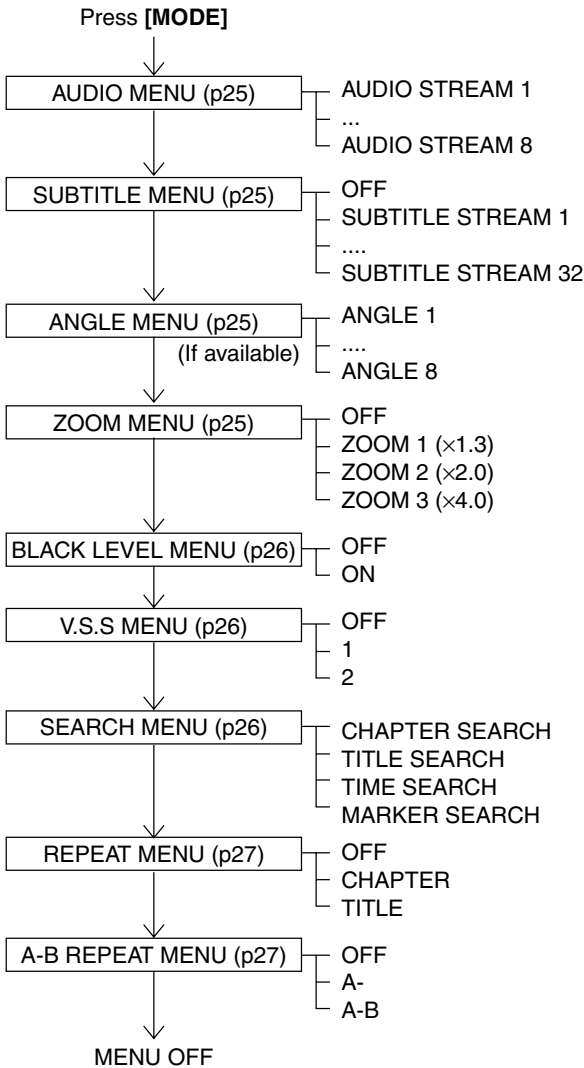 Press [MODE]
AUDIO MENU (p25)
AUDIO STREAM 1
...
AUDIO STREAM 8
SUBTITLE MENU (p25)
OFF
SUBTITLE STREAM 1
....
SUBTITLE STREAM 32
ANGLE MENU (p25)
(If available)
ANGLE 1
....
ANGLE 8
ZOOM MENU (p25)
OFF
ZOOM 1 (×1.3)
ZOOM 2 (×2.0)
ZOOM 3 (×4.0)
BLACK LEVEL MENU (p26)
OFF
ON
V.S.S MENU (p26)
OFF
1
2
SEARCH MENU (p26)
CHAPTER SEARCH
TITLE SEARCH
TIME SEARCH
MARKER SEARCH
REPEAT MENU (p27)
OFF
CHAPTER
TITLE
A-B REPEAT MENU (p27)
OFF
A-
A-B
MENU OFF